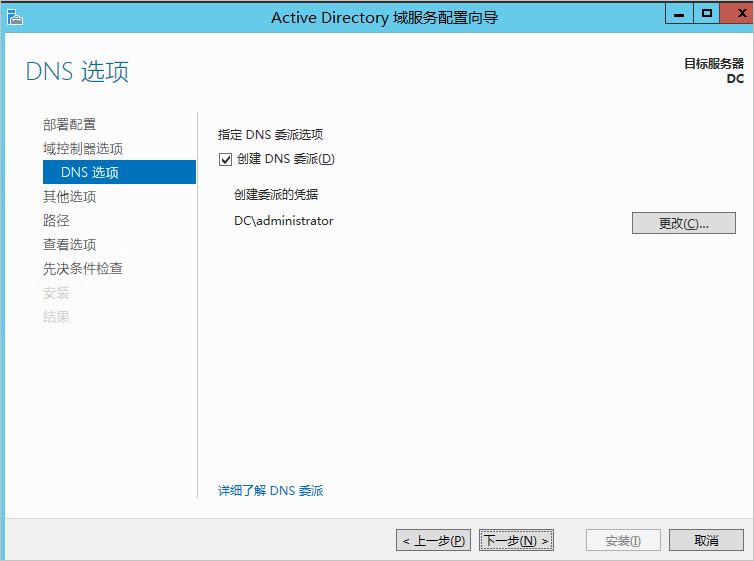 Active Directory 域服务配置向导
DNS 选项
目标服务器
DC
部署配置
域控制器选项
DNS 选项
其他选项
路径
查看选项
先决条件检查
安装
结果
指定 DNS 委派选项
创建 DNS 委派(D)
创建委派的凭据
DC\administrator
更改(C)...
详细了解 DNS 委派
< 上一步(P)
下一步(N) >
安装(I)
取消